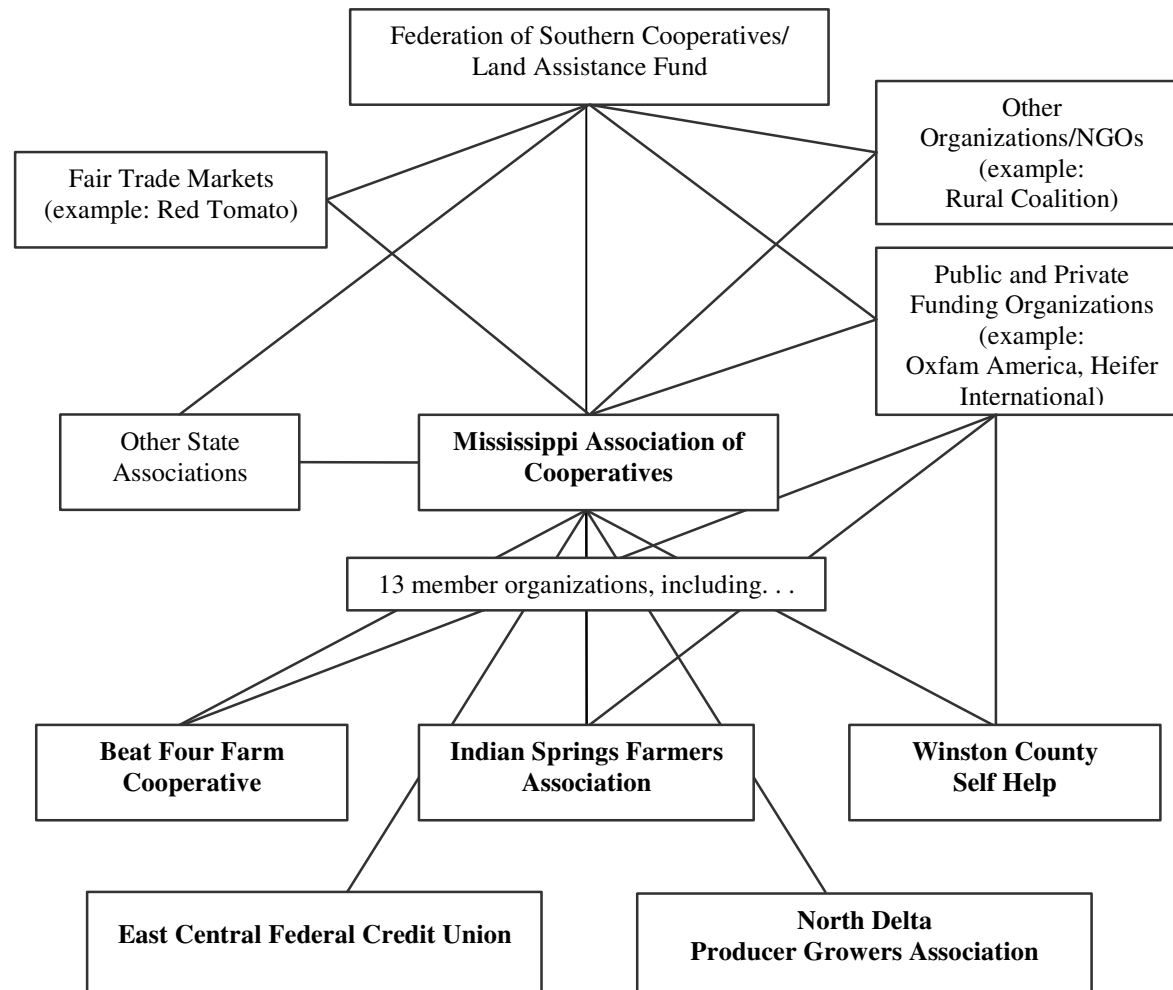 Federation of Southern Cooperatives/
Land Assistance Fund
Other
Organizations/NGOs
(example:
Rural Coalition)
Fair Trade Markets
(example: Red Tomato)
Public and Private
Funding Organizations
(example:
Oxfam America, Heifer
International)
Other State
Associations
Mississippi Association of
Cooperatives
13 member organizations, including. . .
Beat Four Farm
Cooperative
Indian Springs Farmers
Association
Winston County
Self Help
East Central Federal Credit Union
North Delta
Producer Growers Association